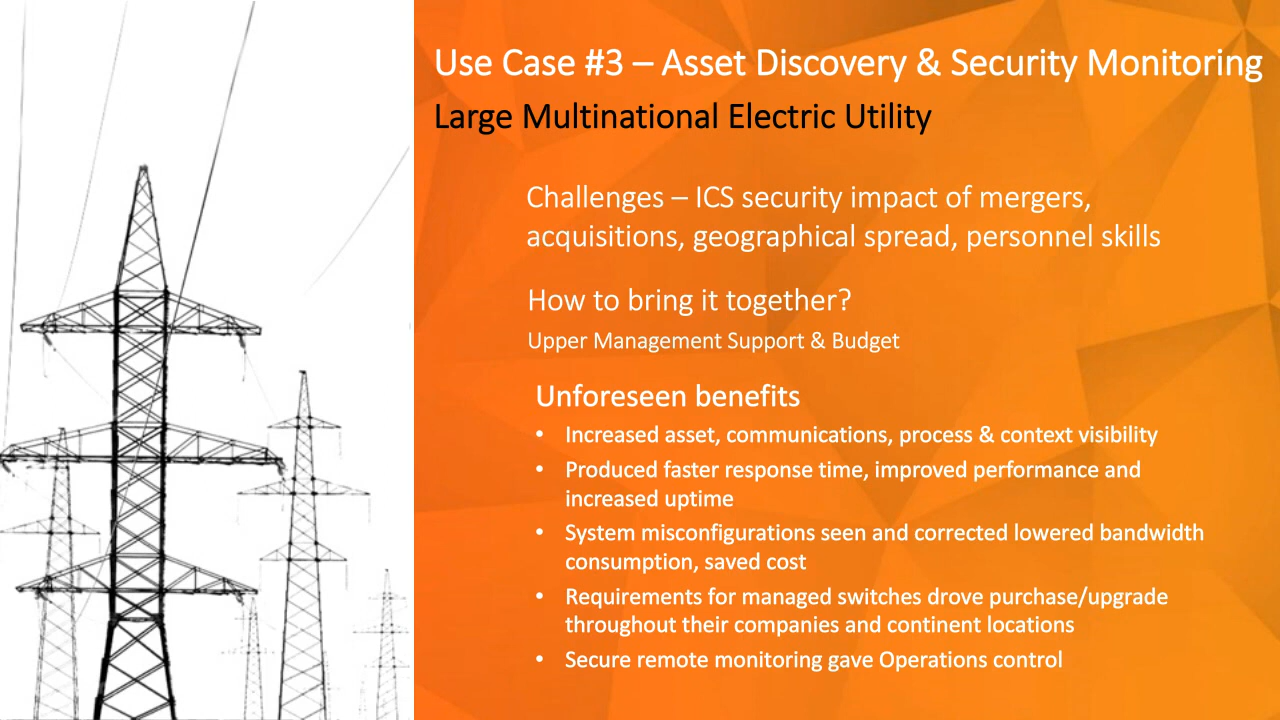 Use Case #3 – Asset Discovery & Security Monitoring
Large Multinational Electric Utility
Challenges – ICS security impact of mergers,
acquisitions, geographical spread, personnel skills
How to bring it together?
Upper Management Support & Budget
Unforeseen benefits
• Increased asset, communications, process & context visibility
• Produced faster response time, improved performance and
increased uptime
• System misconfigurations seen and corrected lowered bandwidth
consumption, saved cost
• Requirements for managed switches drove purchase/upgrade
throughout their companies and continent locations
• Secure remote monitoring gave Operations control